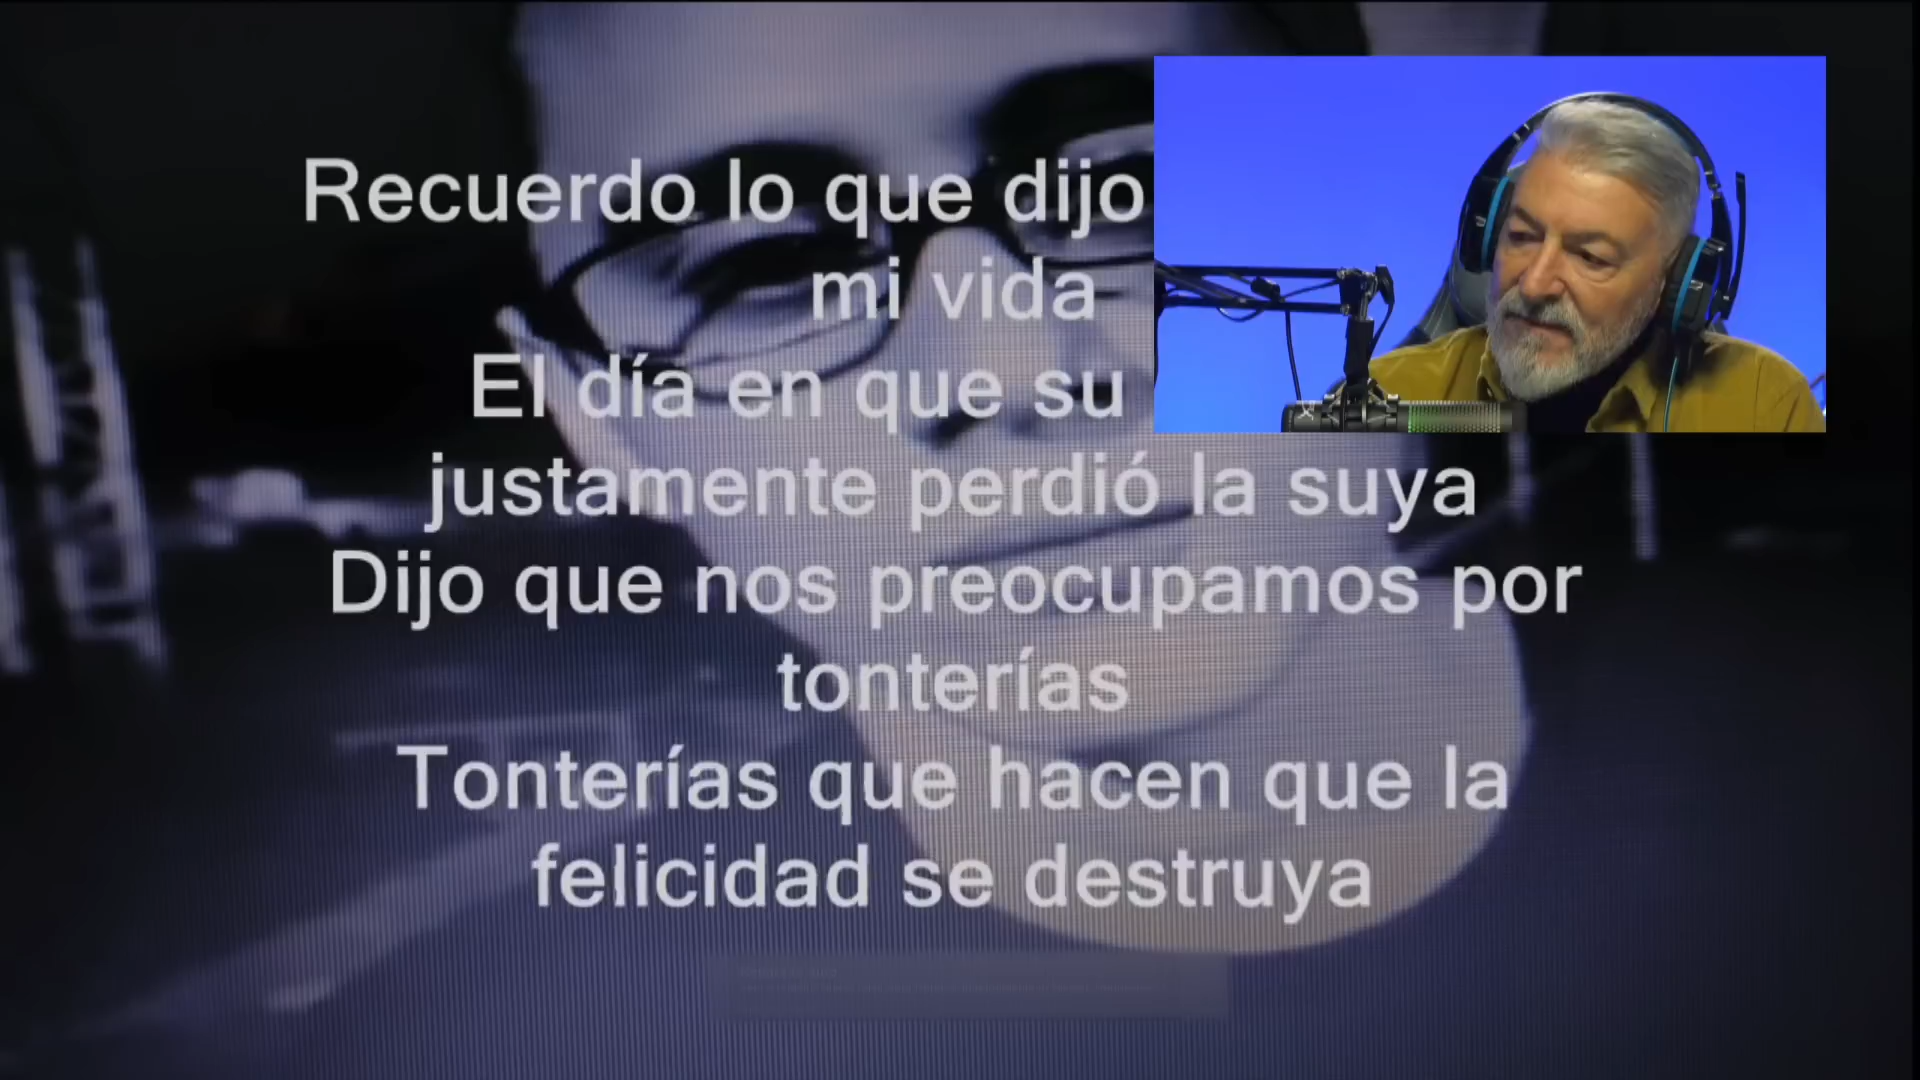 Recuerdo lo que dijo
mi vida
El día en que su
justamente perdió la suya
Dijo que nos preocupamos por
tonterías
Tonterías que hacen que la
felicidad se destruya